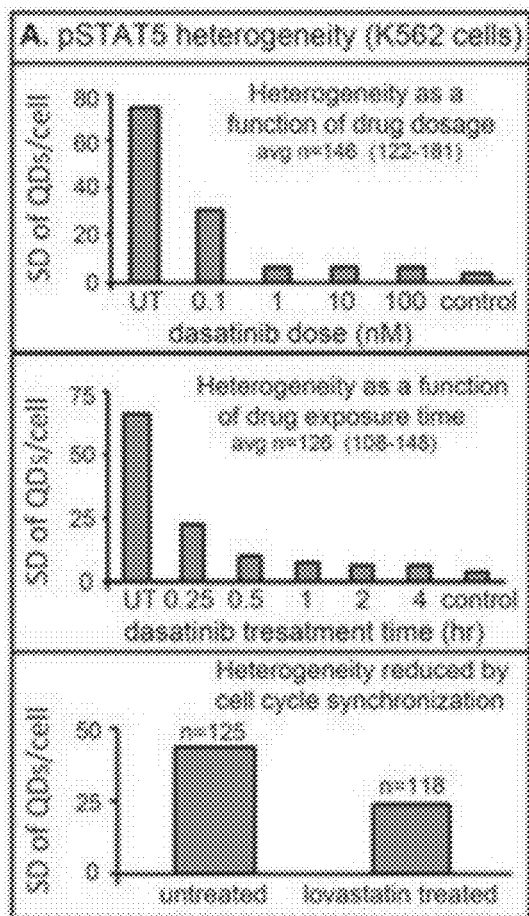 A. pSTAT5 heterogeneity (K562 cells)
Heterogeneity as a
function of drug dosage
avg n=146 (122-181)
SD of QDs/cell
80
60
40
20
0
UT 0.1 1 10 100 control
dasatinib dose (nM)
Heterogeneity as a function
of drug exposure time
avg n=126 (108-148)
SD of QDs/cell
75
50
25
0
UT 0.25 0.5 1 2 4 control
dasatinib tresatment time (hr)
Heterogeneity reduced by
cell cycle synchronization
SD of QDs/cell
50
25
0
n=125
n=118
untreated lovastatin treated